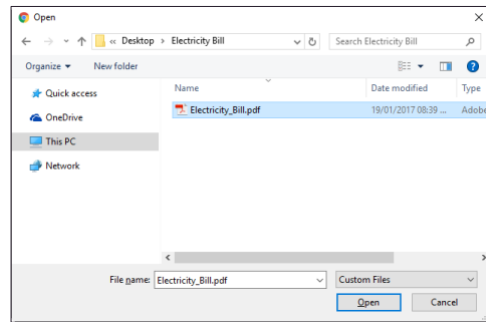 Open
« Desktop > Electricity Bill
Search Electricity Bill
Organize
New folder
Name
Date modified
Type
Quick access
OneDrive
This PC
Network
Electricity_Bill.pdf
19/01/2017 08:39 ...
Adobe
File name:
Electricity_Bill.pdf
Custom Files
Open
Cancel